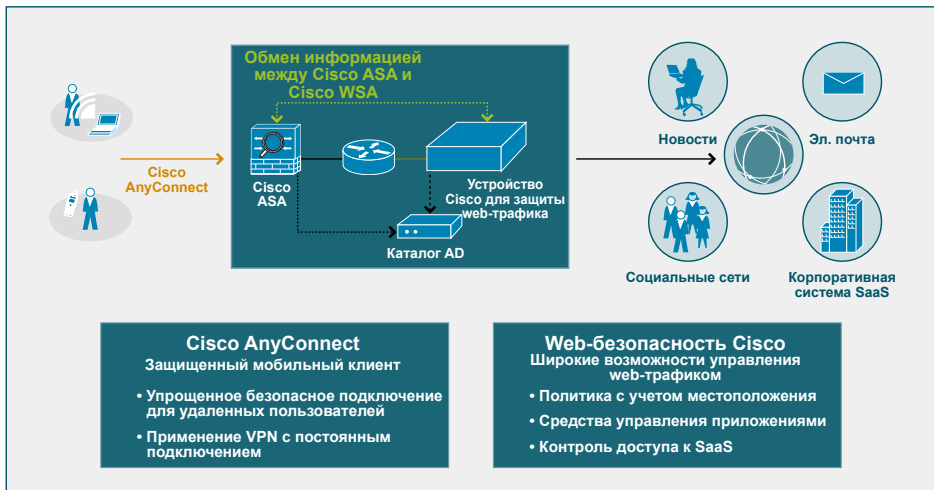 Обмен информацией
между Cisco ASA и
Cisco WSA
Cisco
AnyConnect
Cisco
ASA
Устройство
Cisco для защиты
web-трафика
Каталог AD
Новости
Эл. почта
Социальные сети
Корпоративная
система SaaS
Cisco AnyConnect
Защищенный мобильный клиент
• Упрощенное безопасное подключение
для удаленных пользователей
• Применение VPN с постоянным
подключением
Web-безопасность Cisco
Широкие возможности управления
web-трафиком
• Политика с учетом местоположения
• Средства управления приложениями
• Контроль доступа к SaaS